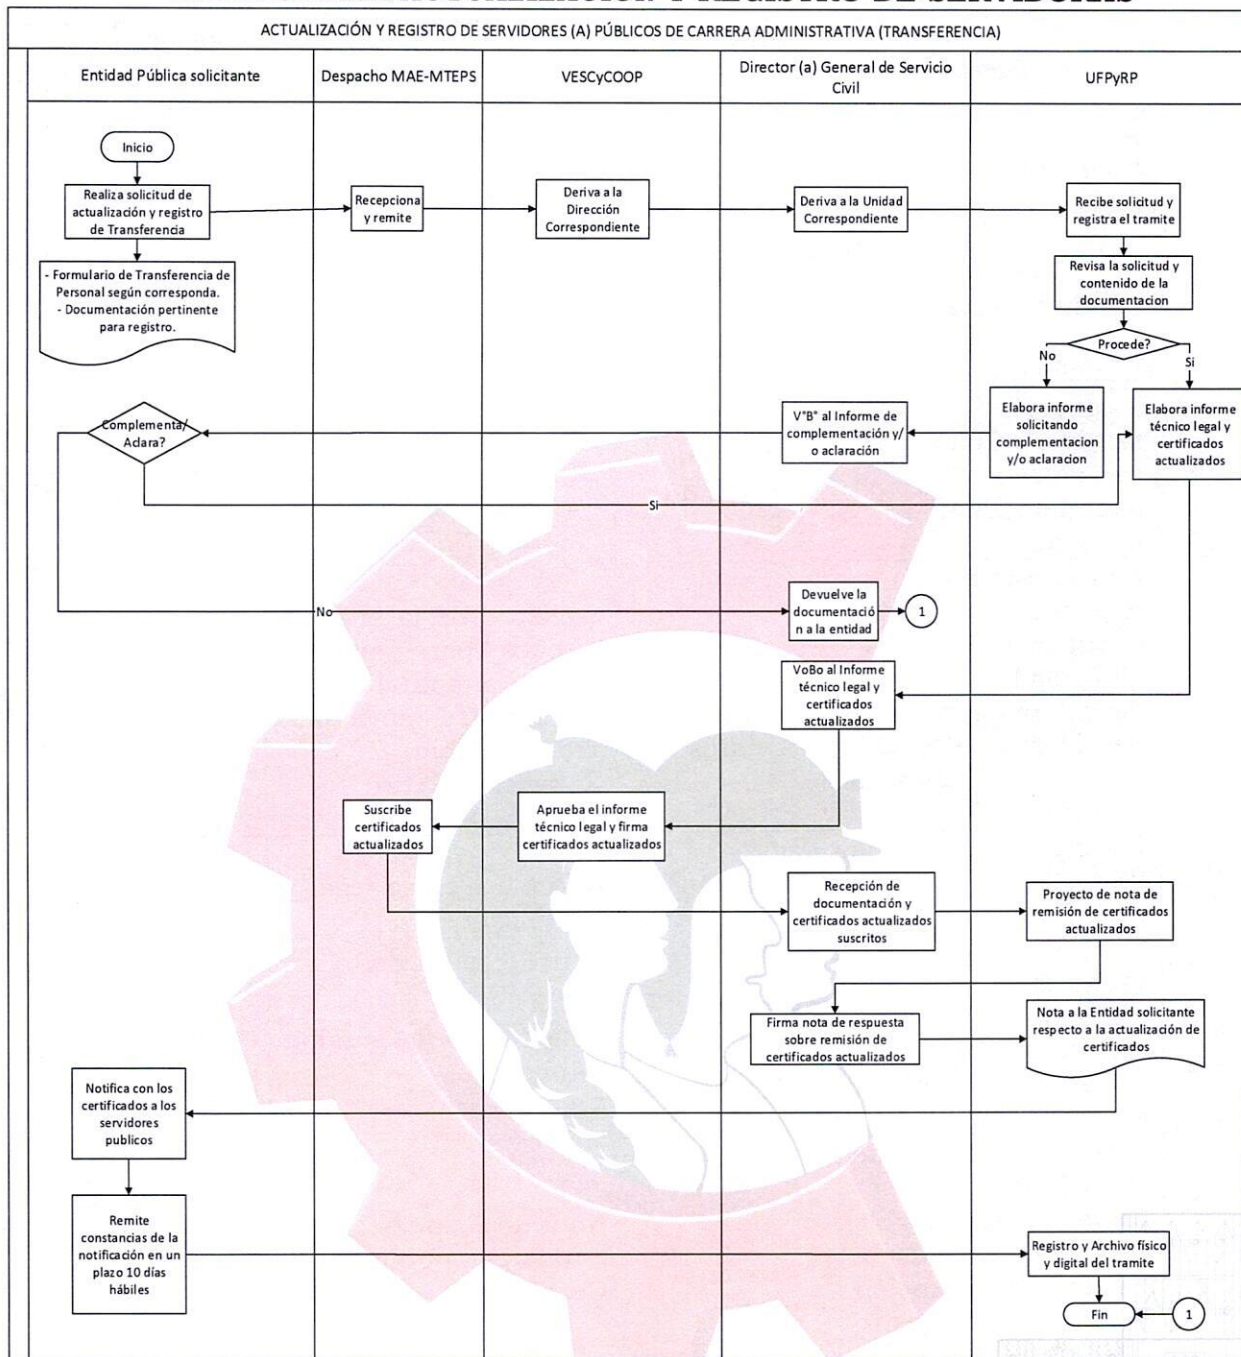 ACTUALIZACIÓN Y REGISTRO DE SERVIDORES (A) PÚBLICOS DE CARRERA ADMINISTRATIVA (TRANSFERENCIA)
Entidad Pública solicitante
Despacho MAE-MTEPS
VESCyCOOP
Director (a) General de Servicio
Civil
UFPyRP
Inicio
Realiza solicitud de
actualización y registro
de Transferencia
Recepciona
y remite
Deriva a la
Dirección
Correspondiente
Deriva a la Unidad
Correspondiente
Recibe solicitud y
registra el tramite
- Formulario de Transferencia de
Personal según corresponda.
- Documentación pertinente
para registro.
Revisa la solicitud y
contenido de la
documentacion
Procede?
No
Si
Complementa/
Aclara?
V°B° al Informe de
complementación y/
o aclaración
Elabora informe
solicitando
complementacion
y/o aclaracion
Elabora informe
técnico legal y
certificados
actualizados
Si
No
Devuelve la
documentació
n a la entidad
1
VoBo al Informe
técnico legal y
certificados
actualizados
Suscribe
certificados
actualizados
Aprueba el informe
técnico legal y firma
certificados actualizados
Recepción de
documentación y
certificados actualizados
suscritos
Proyecto de nota de
remisión de certificados
actualizados
Firma nota de respuesta
sobre remisión de
certificados actualizados
Nota a la Entidad solicitante
respecto a la actualización de
certificados
Notifica con los
certificados a los
servidores
publicos
Remite
constancias de la
notificación en un
plazo 10 días
hábiles
Registro y Archivo físico
y digital del tramite
Fin
1